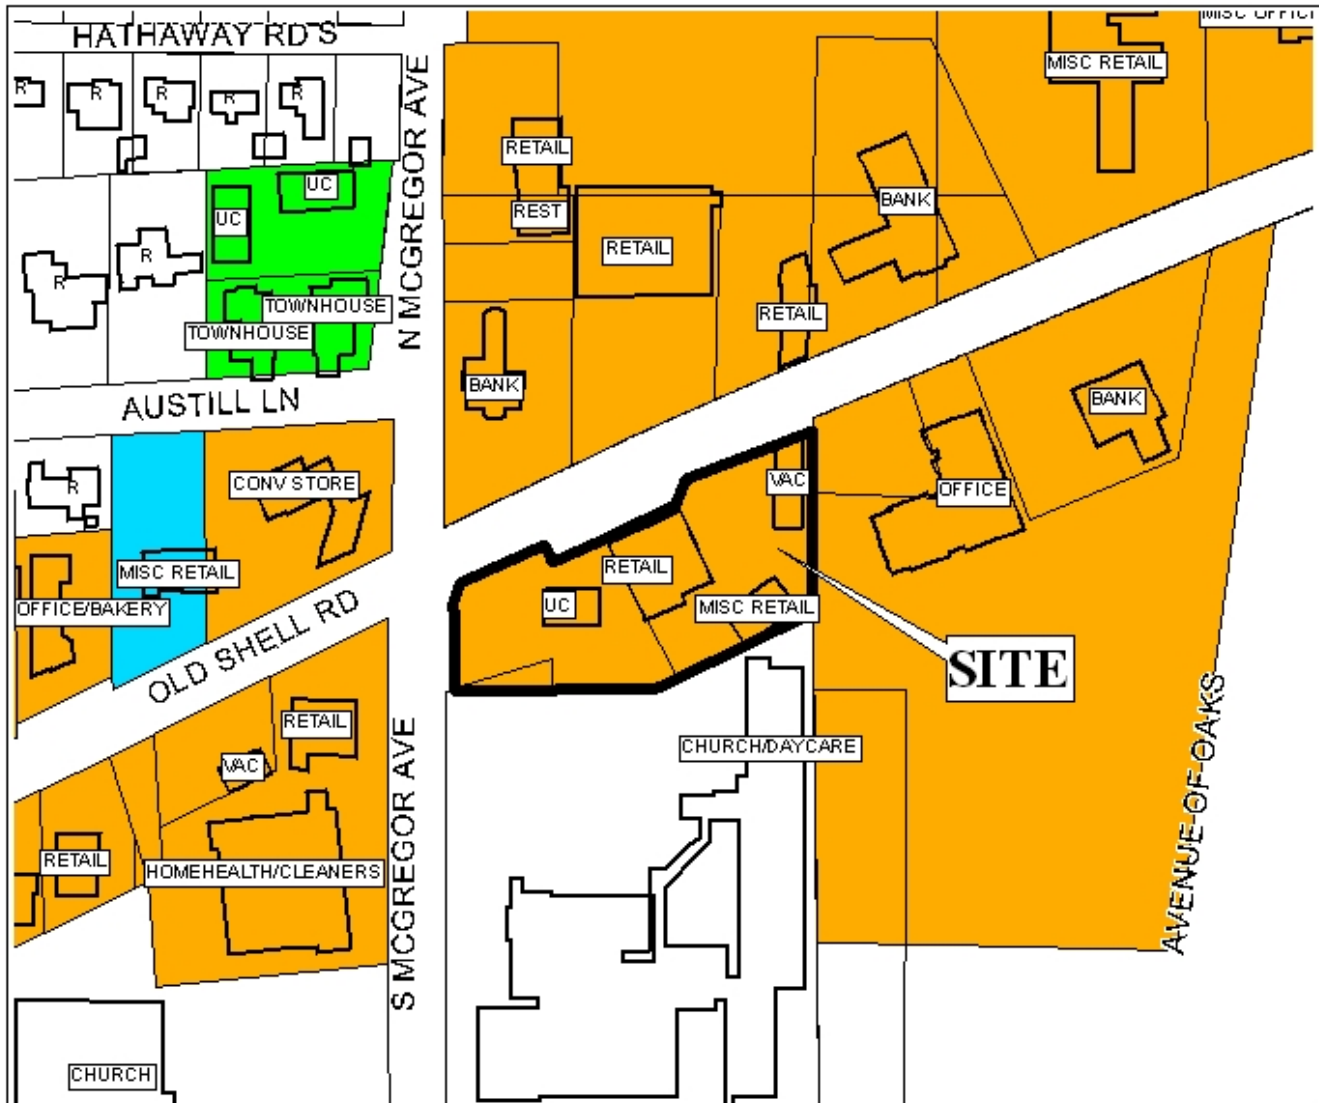 HATHAWAY RD S
MISC OFFICE
MISC RETAIL
R
R
R
R
R
N MCGREGOR AVE
RETAIL
UC
UC
BANK
REST
RETAIL
R
R
TOWNHOUSE
TOWNHOUSE
RETAIL
BANK
BANK
AUSTILL LN
R
CONV STORE
VAC
OFFICE
MISC RETAIL
RETAIL
OFFICE/BAKERY
UC
MISC RETAIL
OLD SHELL RD
SITE
RETAIL
VAC
CHURCH/DAYCARE
S MCGREGOR AVE
AVENUE OF OAKS
RETAIL
HOMEHEALTH/CLEANERS
CHURCH